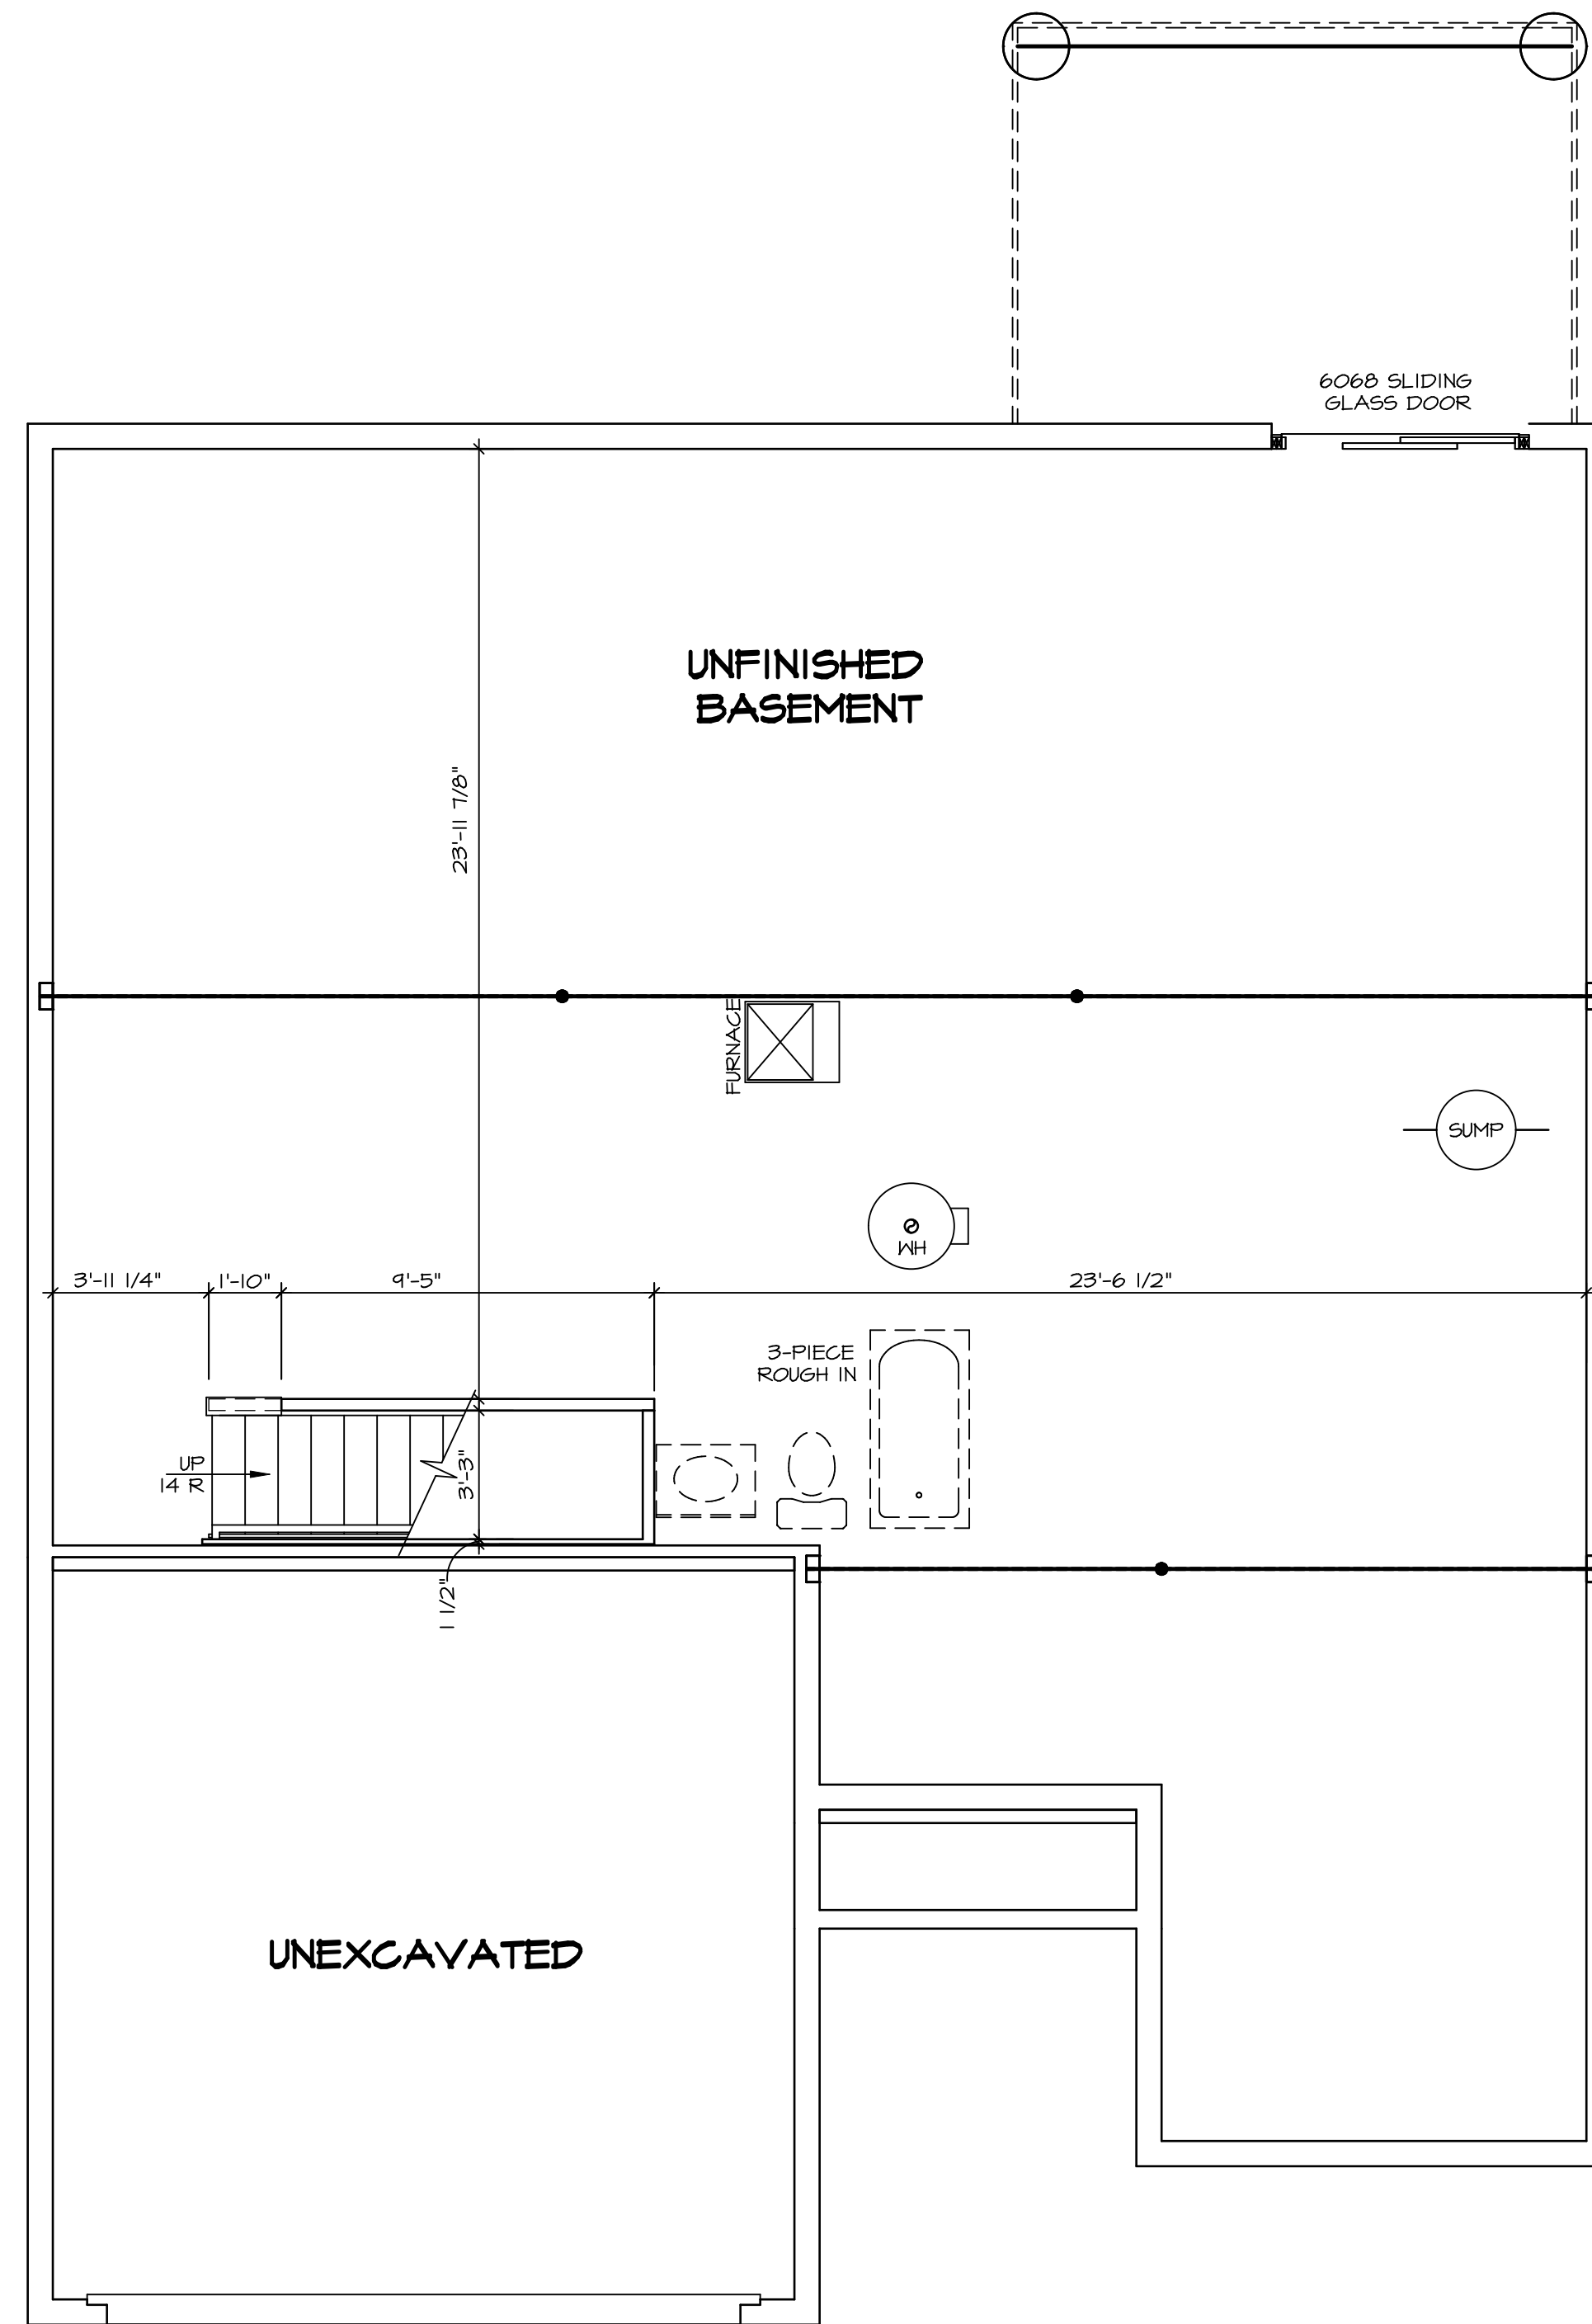 6068 SLIDING
GLASS DOOR
UNFINISHED
BASEMENT
23'-11 7/8"
FURNACE
SUMP
WH
3'-11 1/4"
1'-10"
9'-5"
23'-6 1/2"
3-PIECE
ROUGH IN
UP
14 R
3'-3"
1 1/2"
UNEXCAVATED